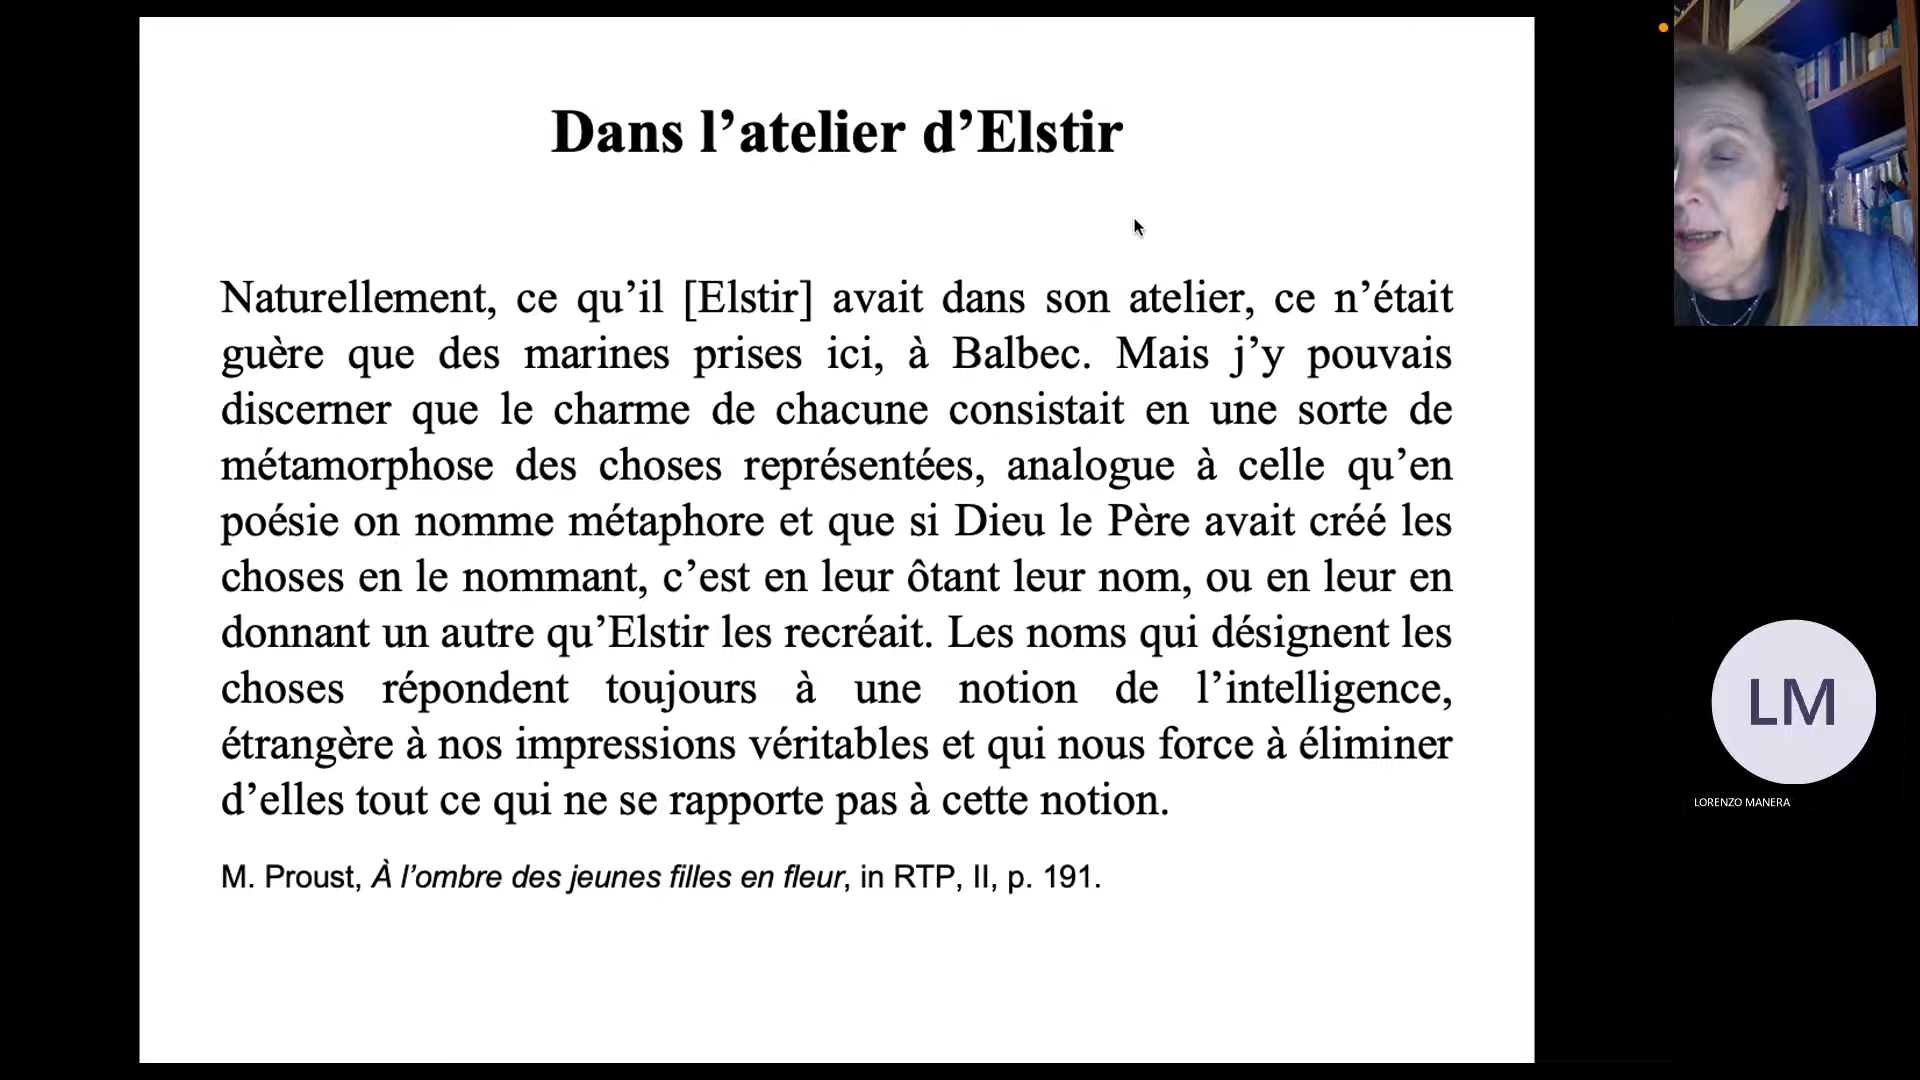 Dans l’atelier d’Elstir
Naturellement, ce qu’il [Elstir] avait dans son atelier, ce n’était
guère que des marines prises ici, à Balbec. Mais j’y pouvais
discerner que le charme de chacune consistait en une sorte de
métamorphose des choses représentées, analogue à celle qu’en
poésie on nomme métaphore et que si Dieu le Père avait créé les
choses en le nommant, c’est en leur ôtant leur nom, ou en leur en
donnant un autre qu’Elstir les recréait. Les noms qui désignent les
choses répondent toujours à une notion de l’intelligence,
étrangère à nos impressions véritables et qui nous force à éliminer
d’elles tout ce qui ne se rapporte pas à cette notion.
M. Proust, À l’ombre des jeunes filles en fleur, in RTP, II, p. 191.
LM
LORENZO MANERA